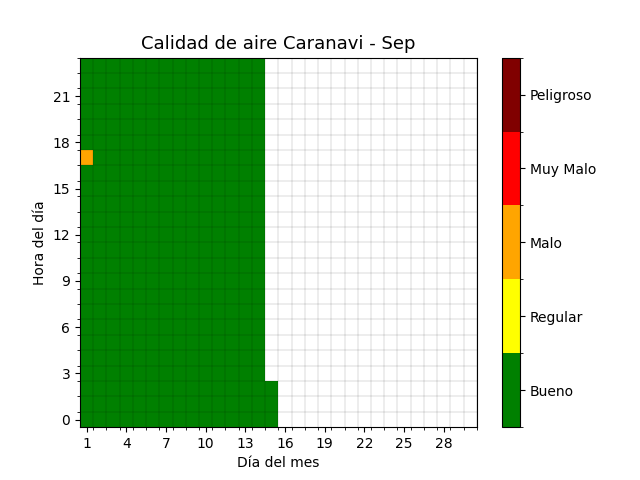 Calidad de aire Caranavi - Sep
21
18
15
12
9
6
3
0
Hora del día
1 4 7 10 13 16 19 22 25 28
Día del mes
Peligroso
Muy Malo
Malo
Regular
Bueno